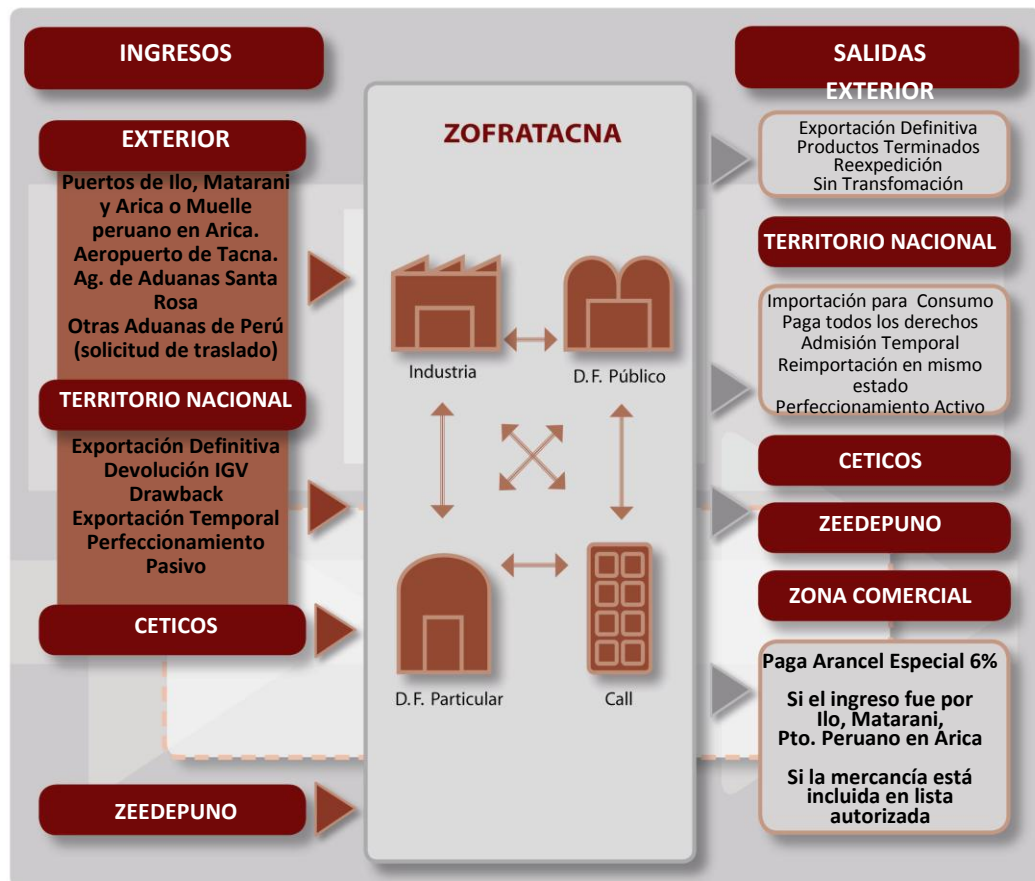 INGRESOS
EXTERIOR
Puertos de Ilo, Matarani
y Arica o Muelle
peruano en Arica.
Aeropuerto de Tacna.
Ag. de Aduanas Santa
Rosa
Otras Aduanas de Perú
(solicitud de traslado)
TERRITORIO NACIONAL
Exportación Definitiva
Devolución IGV
Drawback
Exportación Temporal
Perfeccionamiento
Pasivo
CETICOS
ZEEDEPUNO
ZOFRATACNA
Industria
D.F. Público
D.F. Particular
Call
SALIDAS
EXTERIOR
Exportación Definitiva
Productos Terminados
Reexpedición
Sin Transfomación
TERRITORIO NACIONAL
Importación para Consumo
Paga todos los derechos
Admisión Temporal
Reimportación en mismo
estado
Perfeccionamiento Activo
CETICOS
ZEEDEPUNO
ZONA COMERCIAL
Paga Arancel Especial 6%
Si el ingreso fue por
Ilo, Matarani,
Pto. Peruano en Arica
Si la mercancía está
incluida en lista
autorizada